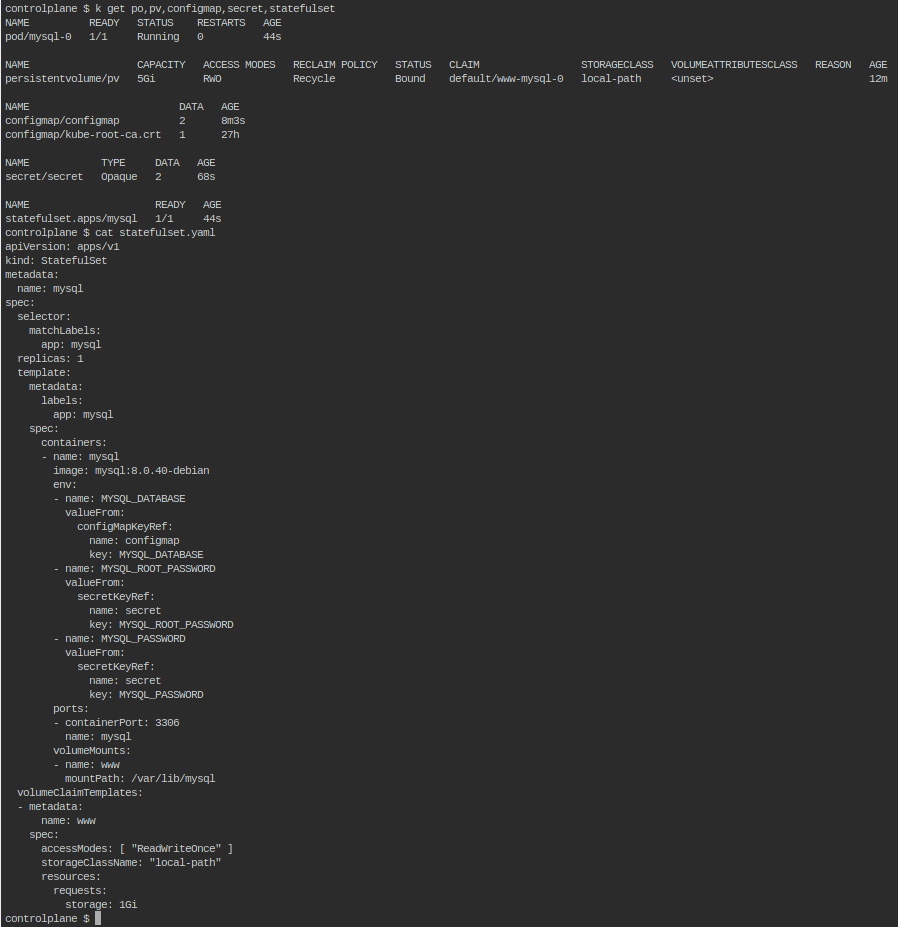 controlplane $ k get po,pv,configmap,secret,statefulset
NAME          READY   STATUS    RESTARTS   AGE
pod/mysql-0   1/1     Running   0          44s

NAME                  CAPACITY   ACCESS MODES   RECLAIM POLICY   STATUS   CLAIM                 STORAGECLASS   VOLUMEATTRIBUTESCLASS   REASON   AGE
persistentvolume/pv   5Gi        RWO            Recycle          Bound    default/www-mysql-0   local-path     <unset>                          12m

NAME                         DATA   AGE
configmap/configmap          2      8m3s
configmap/kube-root-ca.crt   1      27h

NAME            TYPE     DATA   AGE
secret/secret   Opaque   2      68s

NAME                     READY   AGE
statefulset.apps/mysql   1/1     44s
controlplane $ cat statefulset.yaml
apiVersion: apps/v1
kind: StatefulSet
metadata:
  name: mysql
spec:
  selector:
    matchLabels:
      app: mysql
  replicas: 1
  template:
    metadata:
      labels:
        app: mysql
    spec:
      containers:
      - name: mysql
        image: mysql:8.0.40-debian
        env:
        - name: MYSQL_DATABASE
          valueFrom:
            configMapKeyRef:
              name: configmap
              key: MYSQL_DATABASE
        - name: MYSQL_ROOT_PASSWORD
          valueFrom:
            secretKeyRef:
              name: secret
              key: MYSQL_ROOT_PASSWORD
        - name: MYSQL_PASSWORD
          valueFrom:
            secretKeyRef:
              name: secret
              key: MYSQL_PASSWORD
        ports:
        - containerPort: 3306
          name: mysql
        volumeMounts:
        - name: www
          mountPath: /var/lib/mysql
  volumeClaimTemplates:
  - metadata:
      name: www
    spec:
      accessModes: [ "ReadWriteOnce" ]
      storageClassName: "local-path"
      resources:
        requests:
          storage: 1Gi
controlplane $